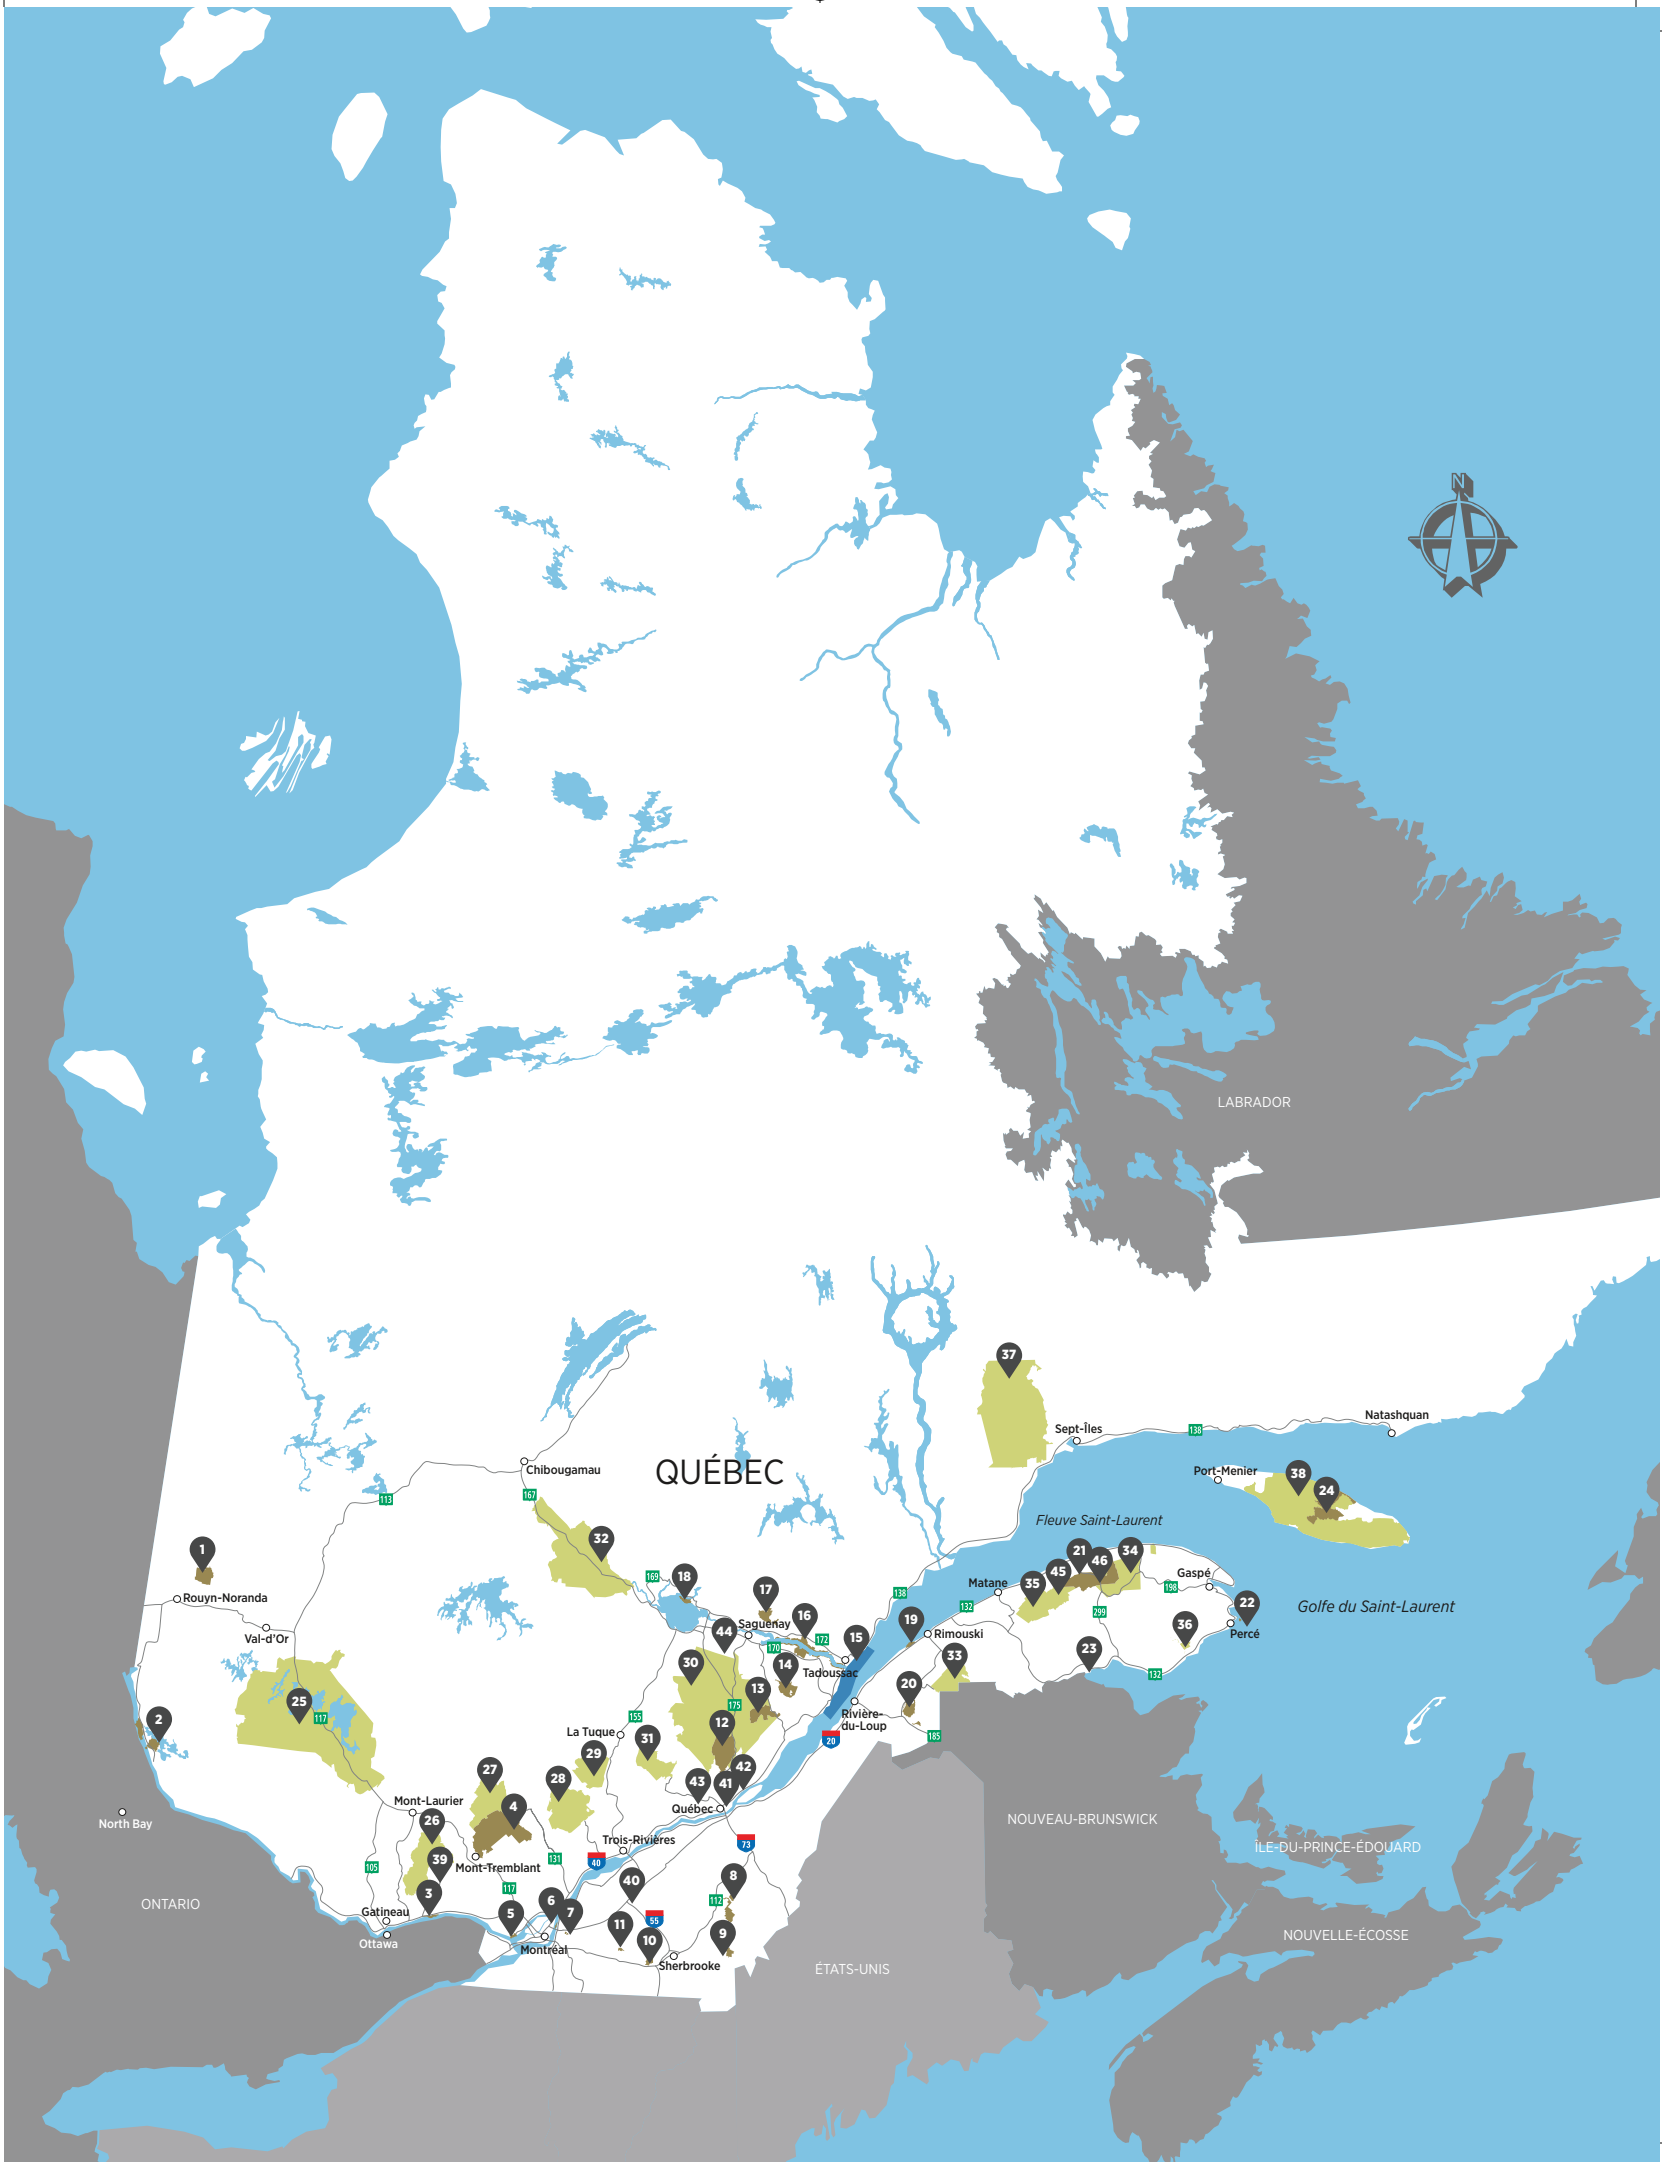 N
LABRADOR
37
Natashquan
Sept-Îles
138
QUÉBEC
Chibougamau
Port-Menier
38
24
167
113
Fleuve Saint-Laurent
32
1
21
46
34
45
35
Matane
Gaspé
198
169
18
17
138
132
299
Rouyn-Noranda
Golfe du Saint-Laurent
22
Percé
16
19
Rimouski
36
Saguenay
44
172
170
15
Val-d'Or
23
33
30
14
Tadoussac
132
20
13
25
117
175
2
12
155
Rivière-
du-Loup
La Tuque
31
185
20
29
27
28
42
43
41
Mont-Laurier
4
Québec
North Bay
26
NOUVEAU-BRUNSWICK
Trois-Rivières
73
ÎLE-DU-PRINCE-ÉDOUARD
39
Mont-Tremblant
131
40
105
8
40
3
117
112
ONTARIO
6
7
5
Gatineau
55
11
9
10
NOUVELLE-ÉCOSSE
Ottawa
Montréal
Sherbrooke
ÉTATS-UNIS